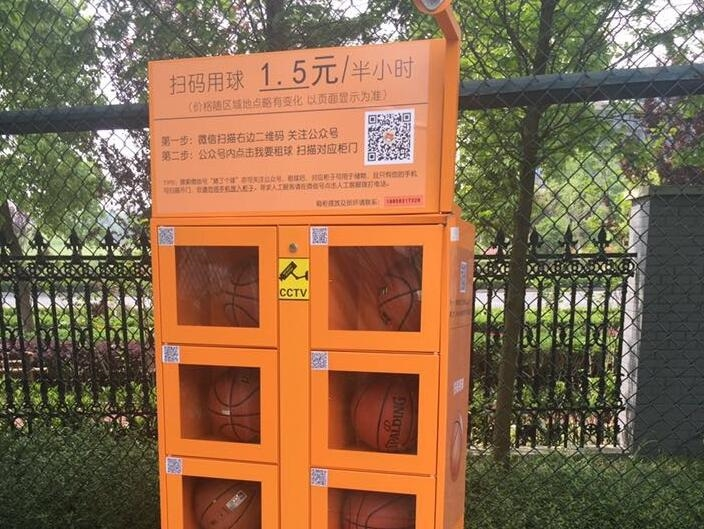 扫码用球 1.5元/半小时
(价格随区域地点略有变化 以页面显示为准)
第一步：微信扫描右边二维码 关注公众号
第二步：公众号内点击我要租球 扫描对应柜门
CCTV
SPALDING